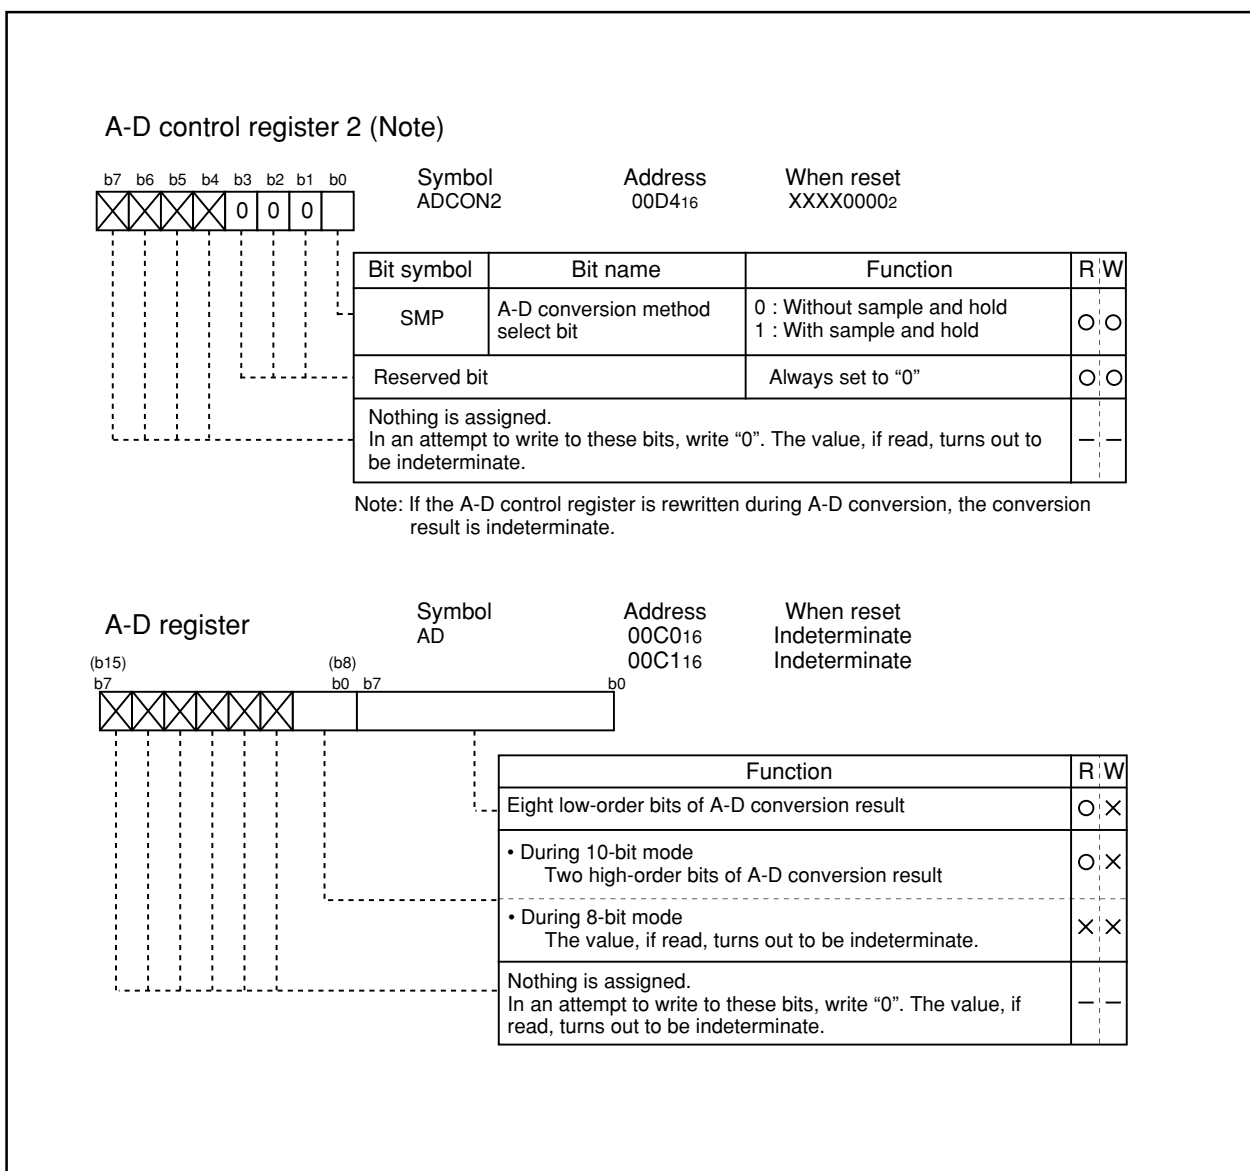 A-D control register 2 (Note)
b7 b6 b5 b4 b3 b2 b1 b0
Symbol Address When reset
ADCON2 00D416 XXXX00002
0 0 0
Bit symbol Bit name Function R W
SMP A-D conversion method select bit 0 : Without sample and hold
1 : With sample and hold
Reserved bit Always set to “0”
Nothing is assigned.
In an attempt to write to these bits, write “0”. The value, if read, turns out to
be indeterminate.
Note: If the A-D control register is rewritten during A-D conversion, the conversion
result is indeterminate.
A-D register
Symbol Address When reset
AD 00C016 Indeterminate
00C116 Indeterminate
(b15) (b8)
b7 b0 b7 b0
Function R W
Eight low-order bits of A-D conversion result
• During 10-bit mode
Two high-order bits of A-D conversion result
• During 8-bit mode
The value, if read, turns out to be indeterminate.
Nothing is assigned.
In an attempt to write to these bits, write “0”. The value, if
read, turns out to be indeterminate.